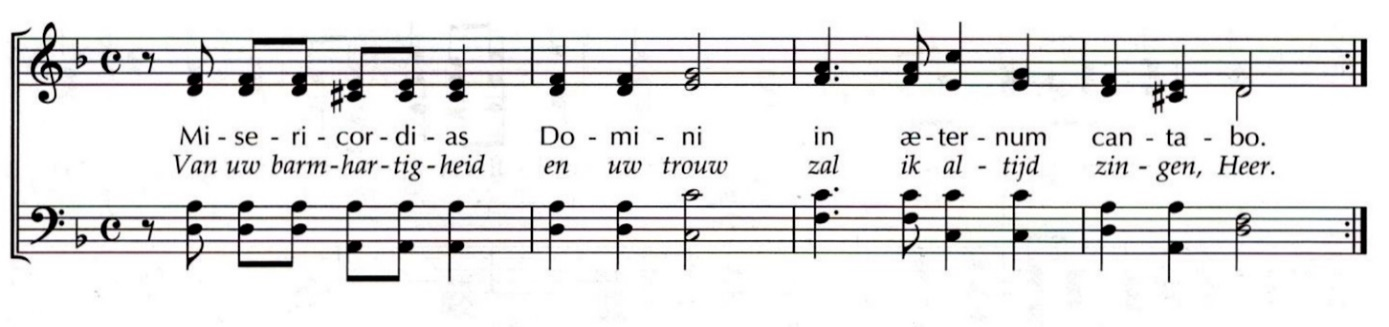 Mi - se - ri - cor - di - as Do - mi - ni in æ - ter - num can - ta - bo.
Van uw barm - har - tig - heid en uw trouw zal ik al - tijd zin - gen, Heer.